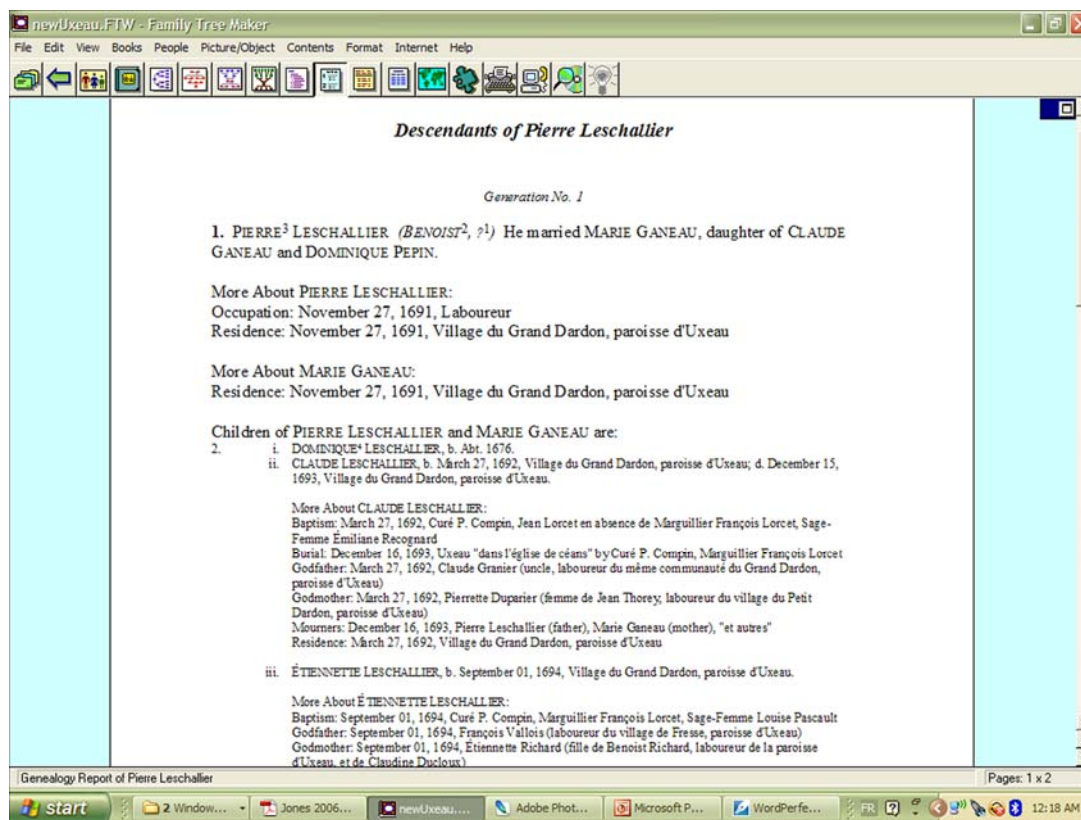 newUxeau.FTW - Family Tree Maker
File Edit View Books People Picture/Object Contents Format Internet Help
Descendants of Pierre Leschallier
Generation No. 1
1. PIERRE³ LESCHALLIER (BENOIST², ?¹) He married MARIE GANEAU, daughter of CLAUDE
GANEAU and DOMINIQUE PEPIN.
More About PIERRE LESCHALLIER:
Occupation: November 27, 1691, Laboureur
Residence: November 27, 1691, Village du Grand Dardon, paroisse d'Uxeau
More About MARIE GANEAU:
Residence: November 27, 1691, Village du Grand Dardon, paroisse d'Uxeau
Children of PIERRE LESCHALLIER and MARIE GANEAU are:
2. i. DOMINIQUE⁴ LESCHALLIER, b. Abt. 1676.
ii. CLAUDE LESCHALLIER, b. March 27, 1692, Village du Grand Dardon, paroisse d'Uxeau; d. December 15,
1693, Village du Grand Dardon, paroisse d'Uxeau.
More About CLAUDE LESCHALLIER:
Baptism: March 27, 1692, Curé P. Compin, Jean Lorcet en absence de Marguillier François Lorcet, Sage-
Femme Émiliane Recognard
Burial: December 16, 1693, Uxeau "dans l'église de céans" by Curé P. Compin, Marguillier François Lorcet
Godfather: March 27, 1692, Claude Granier (uncle, laboureur du même communauté du Grand Dardon,
paroisse d'Uxeau)
Godmother: March 27, 1692, Pierrette Duparier (femme de Jean Thorey, laboureur du village du Petit
Dardon, paroisse d'Uxeau)
Mourners: December 16, 1693, Pierre Leschallier (father), Marie Ganeau (mother), "et autres"
Residence: March 27, 1692, Village du Grand Dardon, paroisse d'Uxeau
iii. ÉTIENNETTE LESCHALLIER, b. September 01, 1694, Village du Grand Dardon, paroisse d'Uxeau.
More About ÉTIENNETTE LESCHALLIER:
Baptism: September 01, 1694, Curé P. Compin, Marguillier François Lorcet, Sage-Femme Louise Pascault
Godfather: September 01, 1694, François Vallois (laboureur du village de Fresse, paroisse d'Uxeau)
Godmother: September 01, 1694, Étiennette Richard (fille de Benoist Richard, laboureur de la paroisse
d'Uxeau, et de Claudine Ducloux)
Genealogy Report of Pierre Leschallier Pages: 1 x 2
start 2 Window... Jones 2006... newUxeau.... Adobe Phot... Microsoft P... WordPerfe... FR 12:18 AM